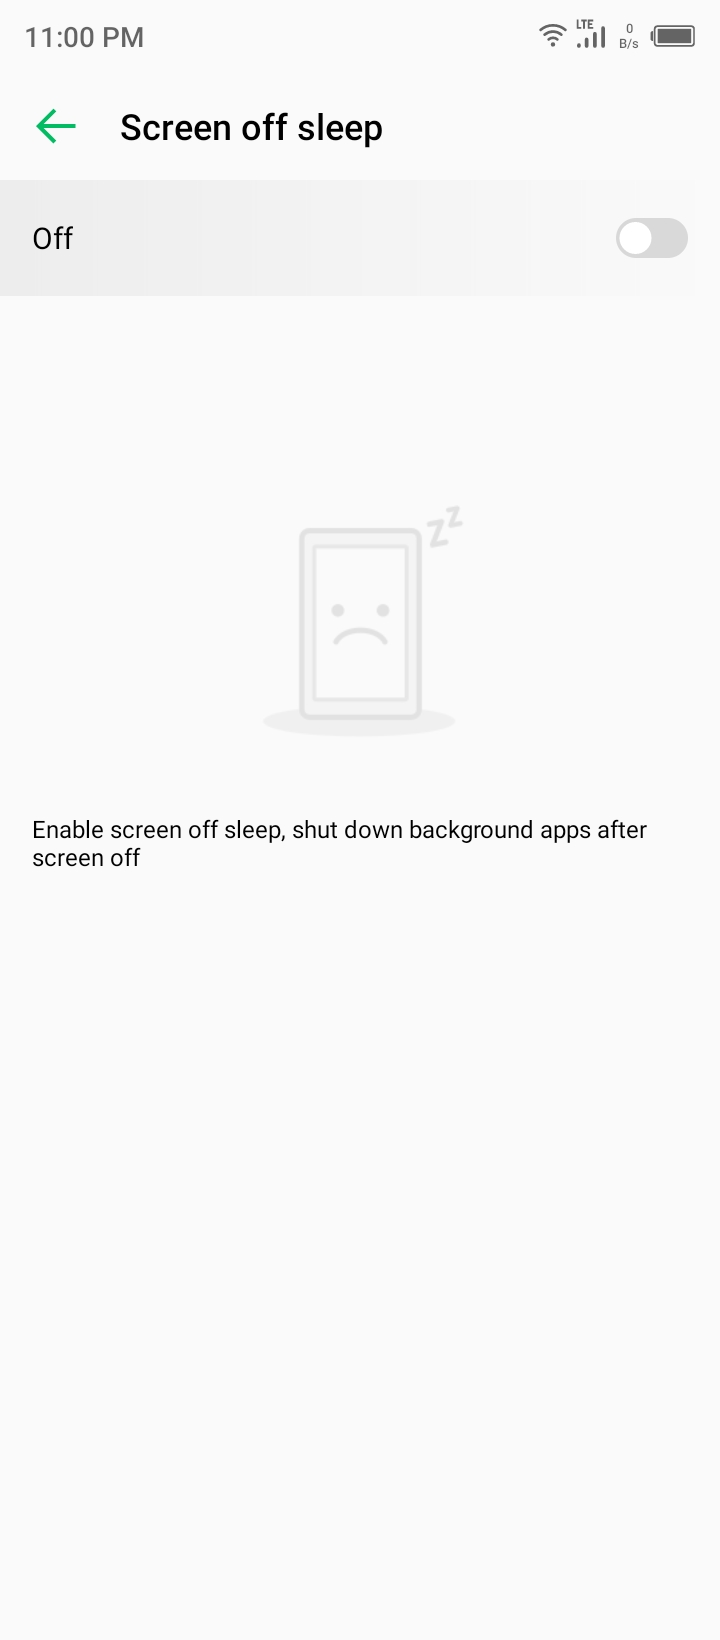 11:00 PM
LTE
0
B/s
Screen off sleep
Off
zz
Enable screen off sleep, shut down background apps after
screen off